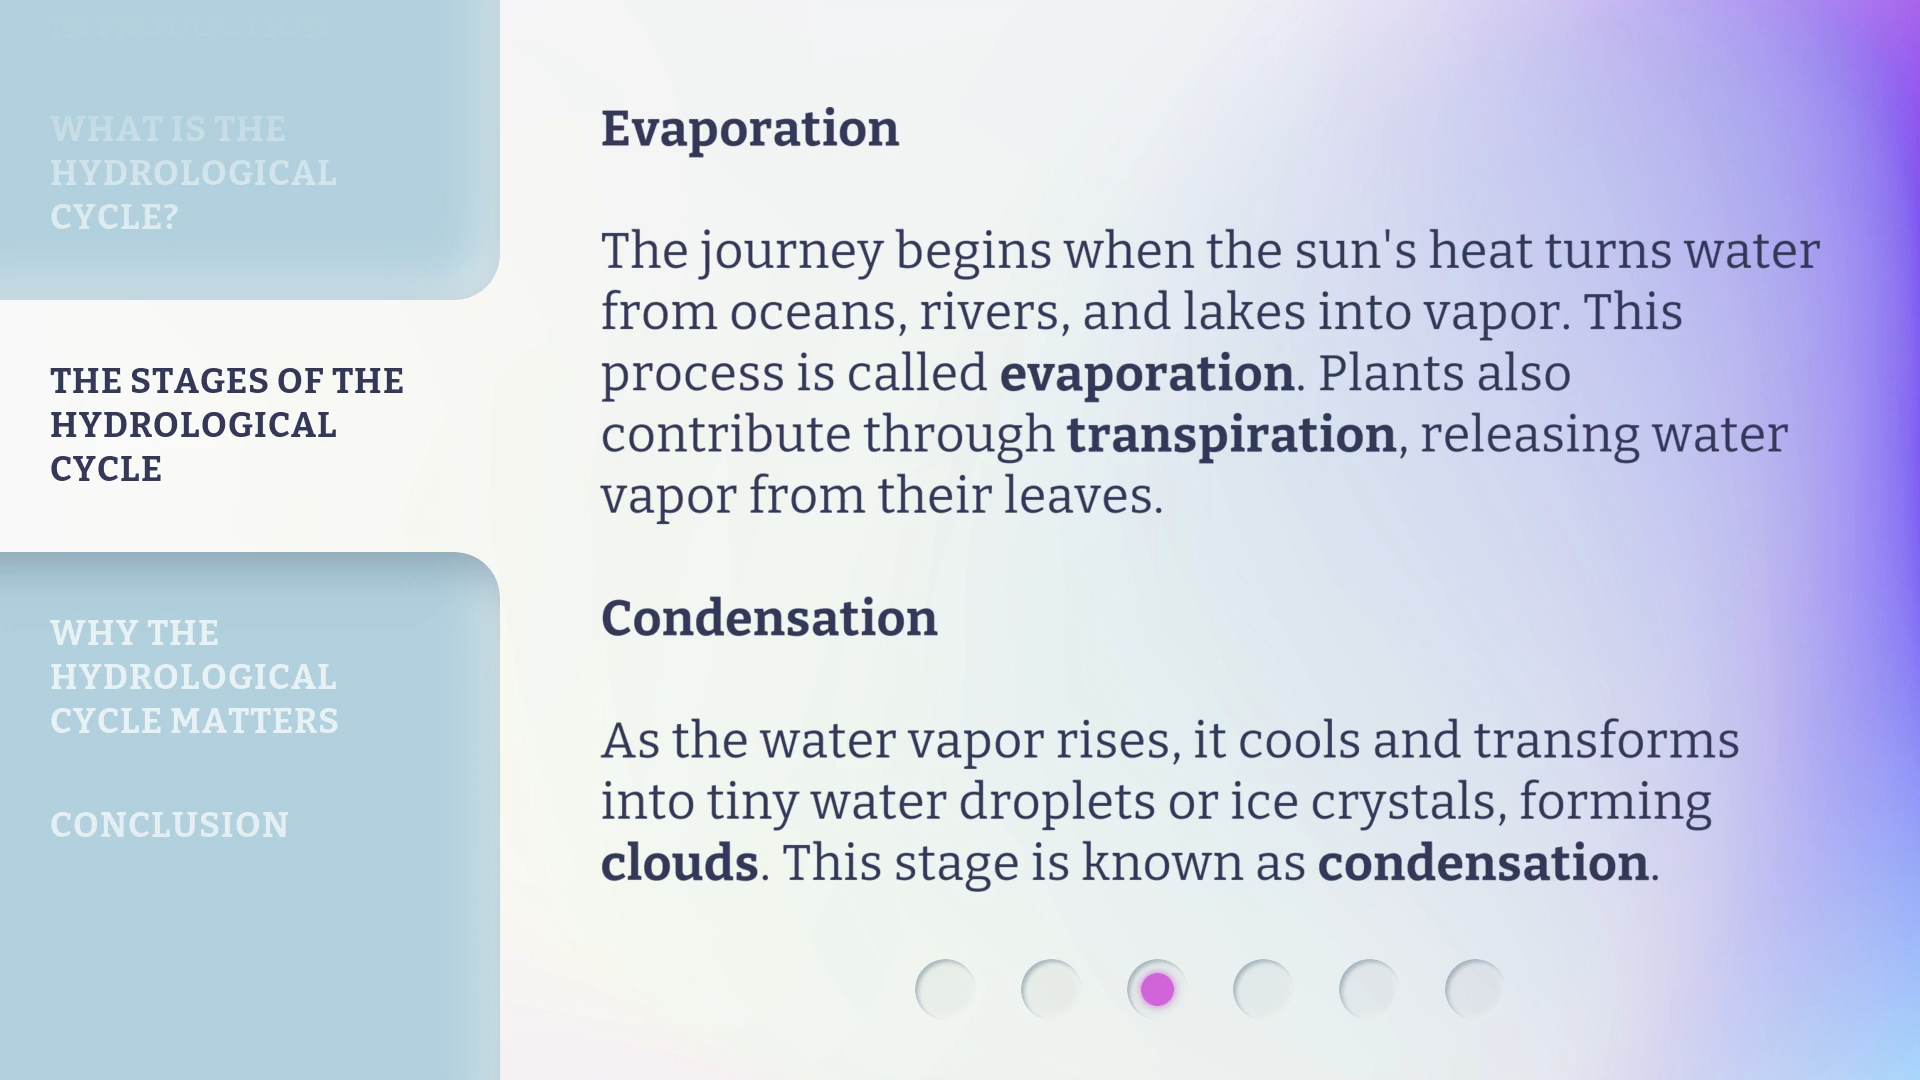 WHAT IS THE
HYDROLOGICAL
CYCLE?
THE STAGES OF THE
HYDROLOGICAL
CYCLE
WHY THE
HYDROLOGICAL
CYCLE MATTERS
CONCLUSION
Evaporation
The journey begins when the sun's heat turns water
from oceans, rivers, and lakes into vapor. This
process is called evaporation. Plants also
contribute through transpiration, releasing water
vapor from their leaves.
Condensation
As the water vapor rises, it cools and transforms
into tiny water droplets or ice crystals, forming
clouds. This stage is known as condensation.